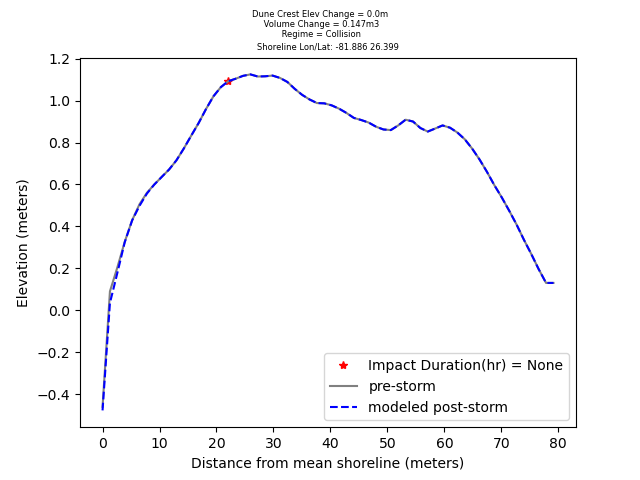 Dune Crest Elev Change = 0.0m
Volume Change = 0.147m3
Regime = Collision
Shoreline Lon/Lat: -81.886 26.399
1.2
1.0
0.8
0.6
0.4
0.2
0.0
−0.2
−0.4
Elevation (meters)
Impact Duration(hr) = None
pre-storm
modeled post-storm
0 10 20 30 40 50 60 70 80
Distance from mean shoreline (meters)